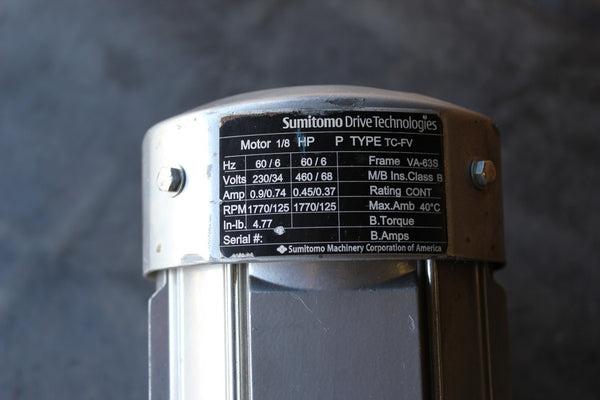 Sumitomo Drive Technologies
Motor 1/8 HP P TYPE TC-FV
Hz 60/6 60/6 Frame VA-63S
Volts 230/34 460/68 M/B Ins.Class B
Amp 0.9/0.74 0.45/0.37 Rating CONT
RPM 1770/125 1770/125 Max.Amb 40°C
In-lb. 4.77 B.Torque
Serial #: B.Amps
Sumitomo Machinery Corporation of America